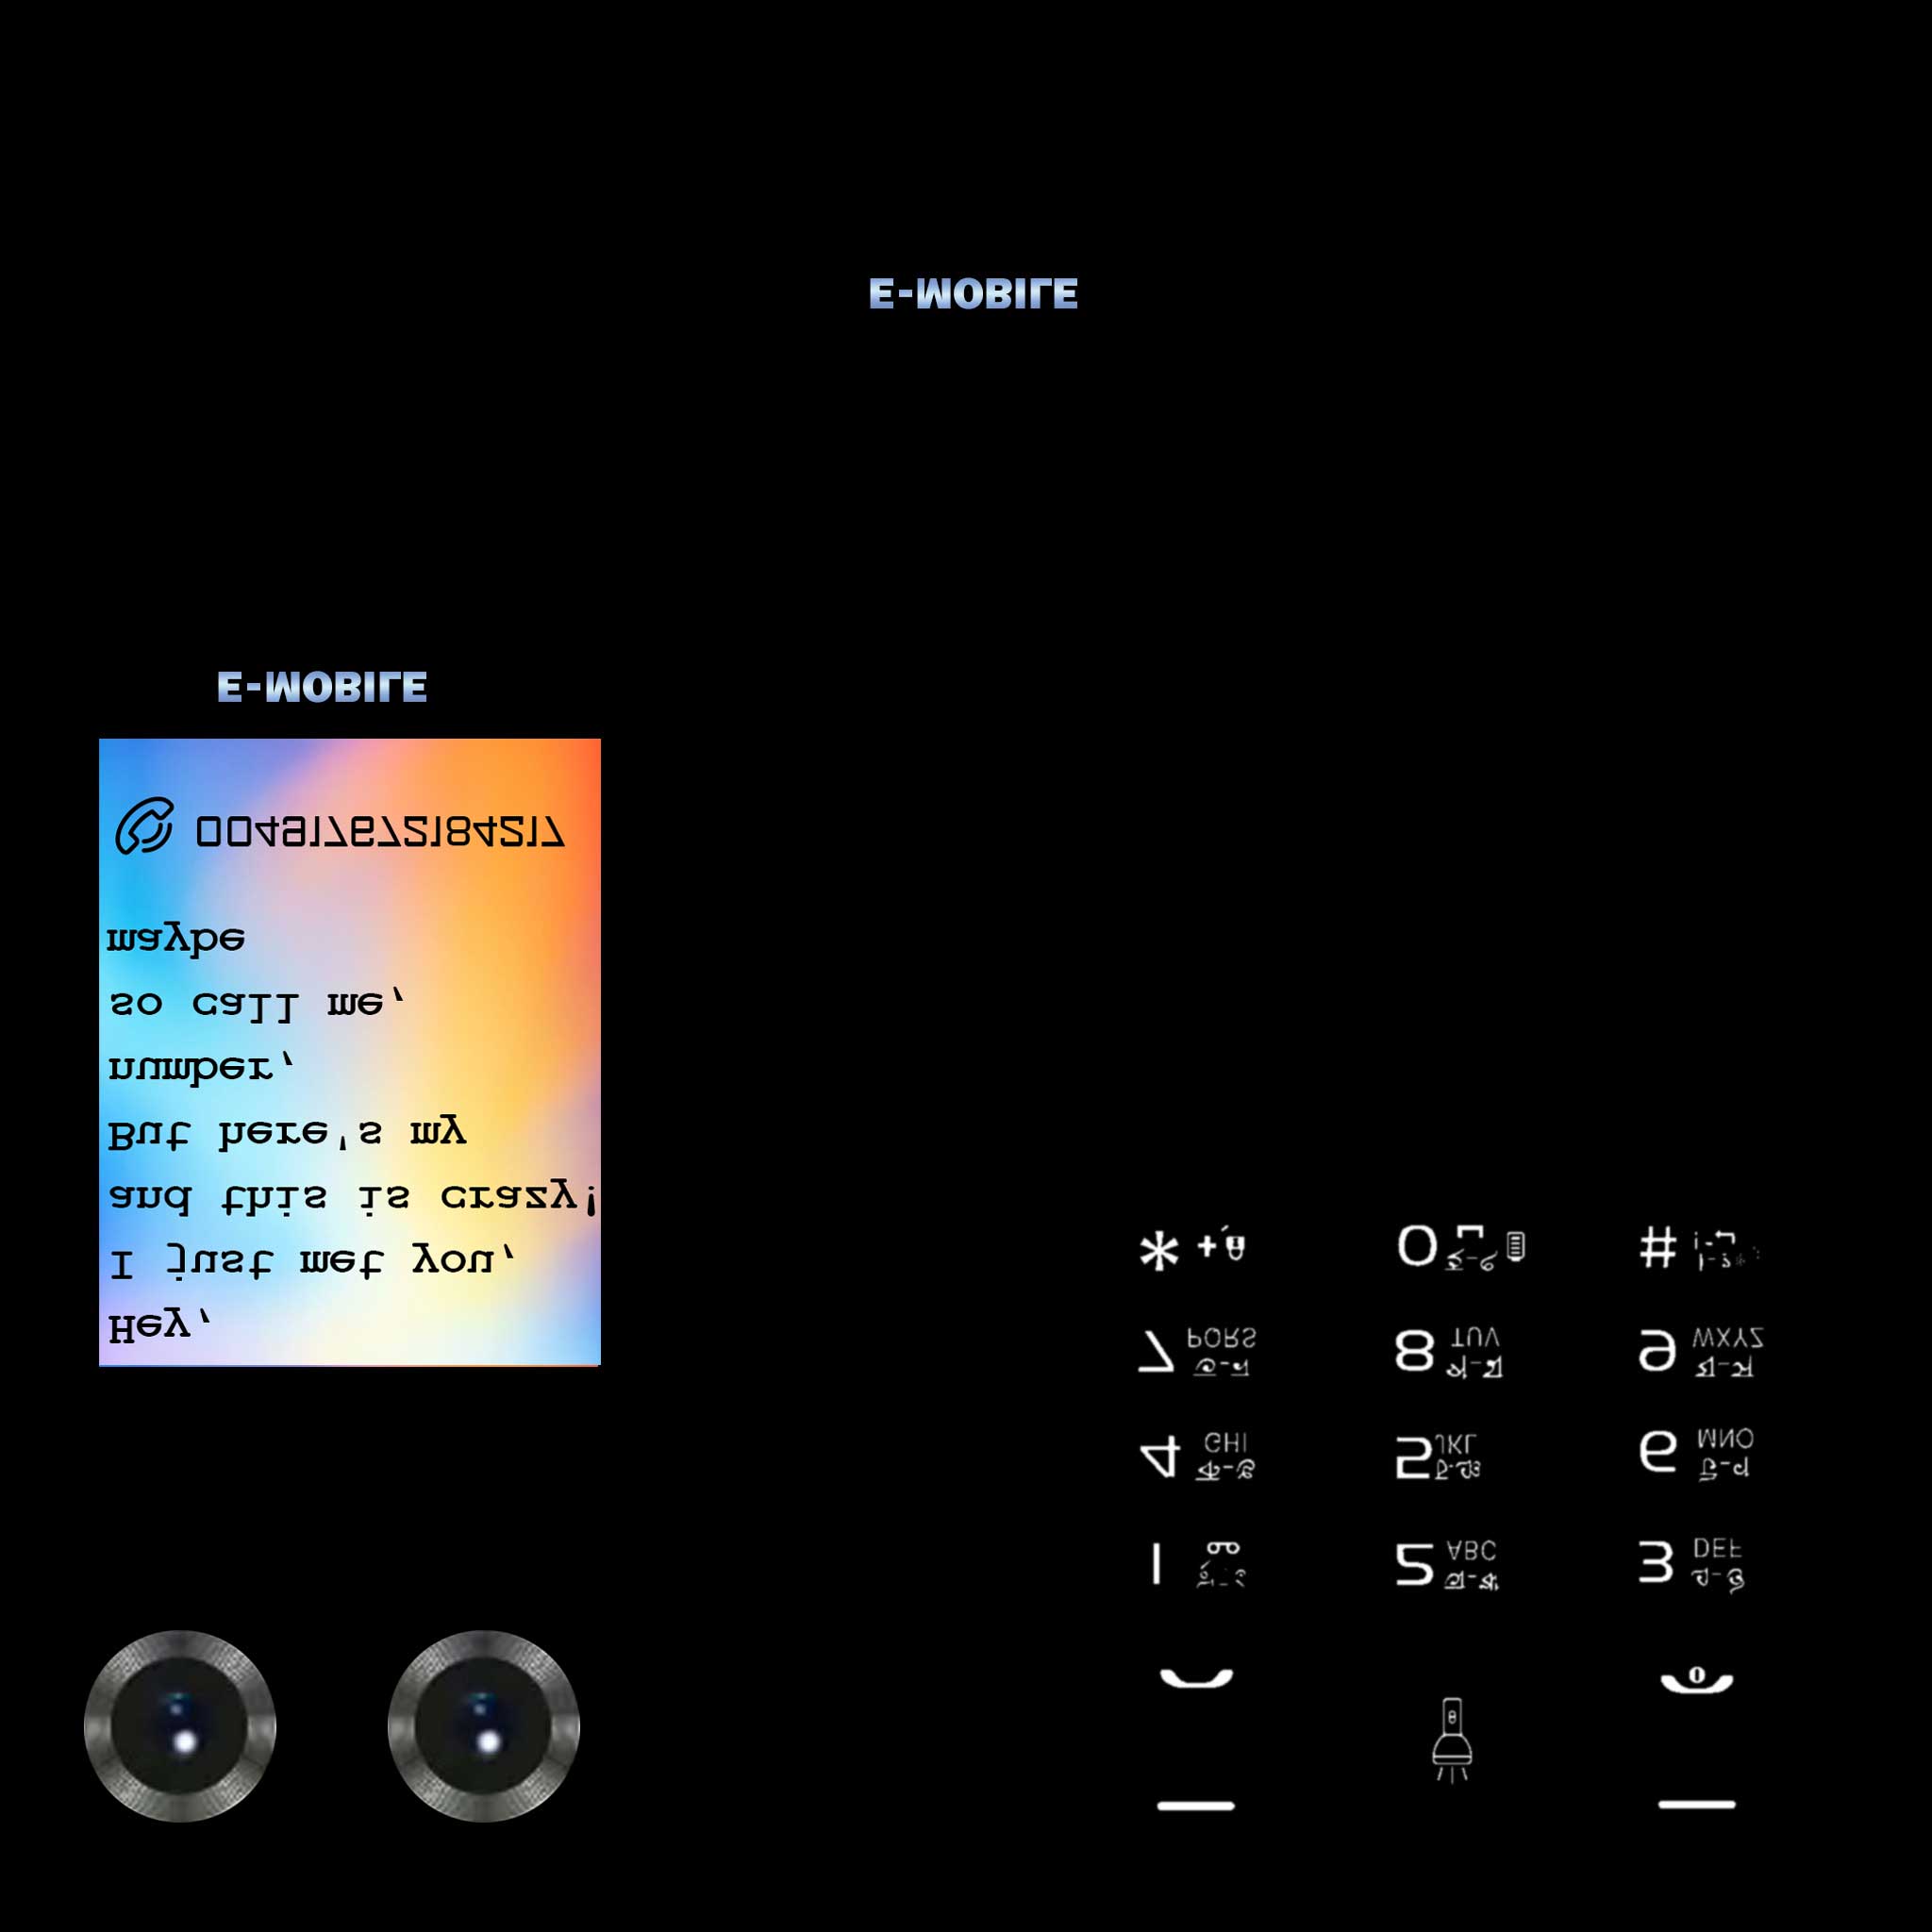 Hey,
I just met you,
and this is crazy!
But here's my
number,
so call me,
maybe
004917672184217
E-MOBILE
1
2 ABC
অ-ঋ
3 DEF
এ-ঔ
4 GHI
ক-ঙ
5 JKL
চ-ঞ
6 MNO
ট-ণ
7 PQRS
ত-ন
8 TUV
প-ম
9 WXYZ
য-স
* +
0
#
E-MOBILE